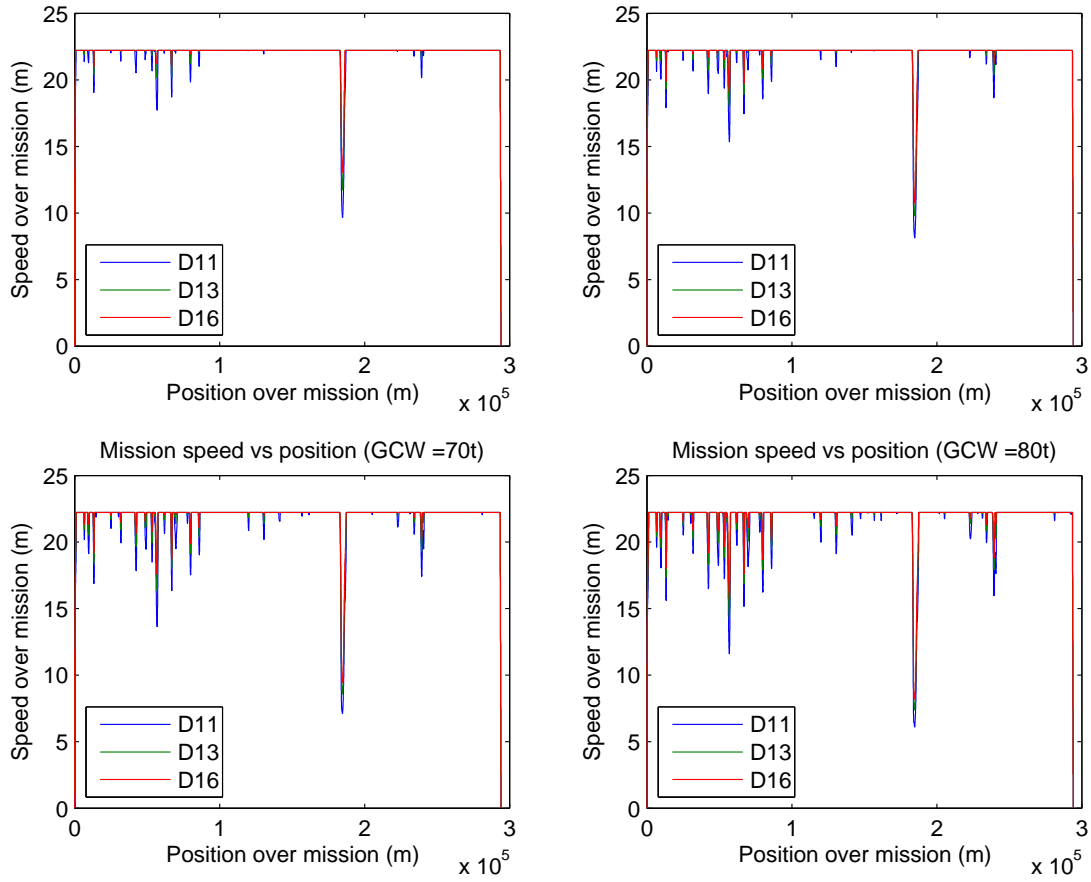 25
20
15
10
5
0
Speed over mission (m)
D11
D13
D16
0 1 2 3
Position over mission (m)
x 10^5
25
20
15
10
5
0
Speed over mission (m)
D11
D13
D16
0 1 2 3
Position over mission (m)
x 10^5
Mission speed vs position (GCW =70t)
25
20
15
10
5
0
Speed over mission (m)
D11
D13
D16
0 1 2 3
Position over mission (m)
x 10^5
Mission speed vs position (GCW =80t)
25
20
15
10
5
0
Speed over mission (m)
D11
D13
D16
0 1 2 3
Position over mission (m)
x 10^5